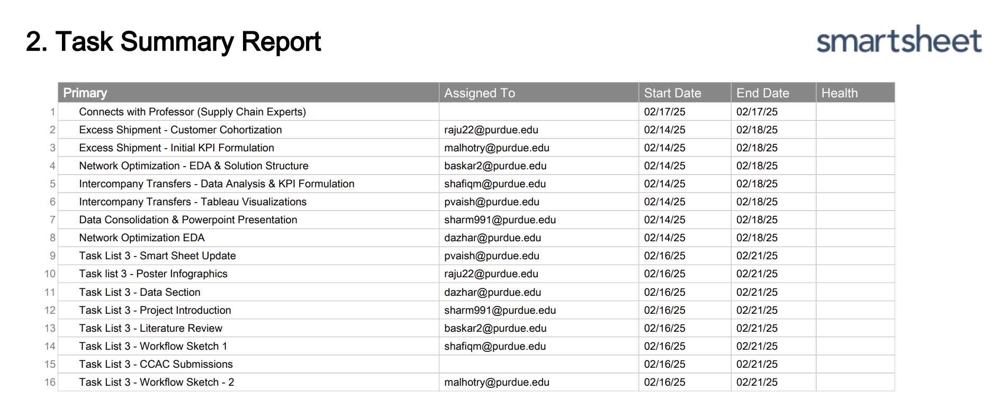 2. Task Summary Report
smartsheet
Primary Assigned To Start Date End Date Health
1 Connects with Professor (Supply Chain Experts) 02/17/25 02/17/25
2 Excess Shipment - Customer Cohortization raju22@purdue.edu 02/14/25 02/18/25
3 Excess Shipment - Initial KPI Formulation malhotry@purdue.edu 02/14/25 02/18/25
4 Network Optimization - EDA & Solution Structure baskar2@purdue.edu 02/14/25 02/18/25
5 Intercompany Transfers - Data Analysis & KPI Formulation shafiqm@purdue.edu 02/14/25 02/18/25
6 Intercompany Transfers - Tableau Visualizations pvaish@purdue.edu 02/14/25 02/18/25
7 Data Consolidation & Powerpoint Presentation sharm991@purdue.edu 02/14/25 02/18/25
8 Network Optimization EDA dazhar@purdue.edu 02/14/25 02/18/25
9 Task List 3 - Smart Sheet Update pvaish@purdue.edu 02/16/25 02/21/25
10 Task list 3 - Poster Infographics raju22@purdue.edu 02/16/25 02/21/25
11 Task List 3 - Data Section dazhar@purdue.edu 02/16/25 02/21/25
12 Task List 3 - Project Introduction sharm991@purdue.edu 02/16/25 02/21/25
13 Task List 3 - Literature Review baskar2@purdue.edu 02/16/25 02/21/25
14 Task List 3 - Workflow Sketch 1 shafiqm@purdue.edu 02/16/25 02/21/25
15 Task List 3 - CCAC Submissions 02/16/25 02/21/25
16 Task List 3 - Workflow Sketch - 2 malhotry@purdue.edu 02/16/25 02/21/25